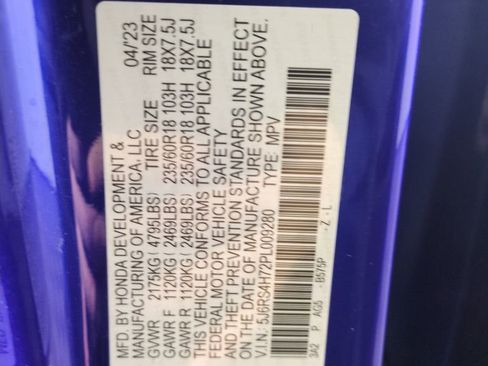 MFD. BY HONDA DEVELOPMENT & 04/'23
MANUFACTURING OF AMERICA, LLC
GVWR 2175KG ( 4795LBS) TIRE SIZE RIM SIZE
GAWR F 1120KG ( 2469LBS) 235/60R18 103H 18X7.5J
GAWR R 1120KG ( 2469LBS) 235/60R18 103H 18X7.5J
THIS VEHICLE CONFORMS TO ALL APPLICABLE
FEDERAL MOTOR VEHICLE SAFETY
AND THEFT PREVENTION STANDARDS IN EFFECT
ON THE DATE OF MANUFACTURE SHOWN ABOVE.
V.I.N.: 5J6RS4H72PL009280 TYPE: MPV
3A2 P AG5 - B575P - Z - L